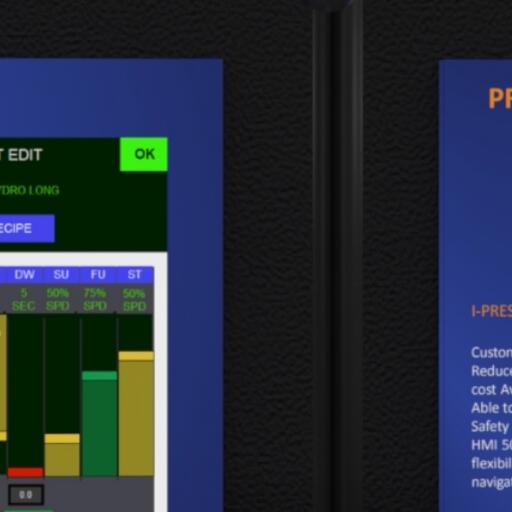 T EDIT
OK
YDRO LONG
ECIPE
DW SU FU ST
5 50% 75% 50%
SEC SPD SPD SPD
0.0
PR
I-PRES
Custom
Reduce
cost Av
Able to
Safety
HMI 50
flexibil
navigat